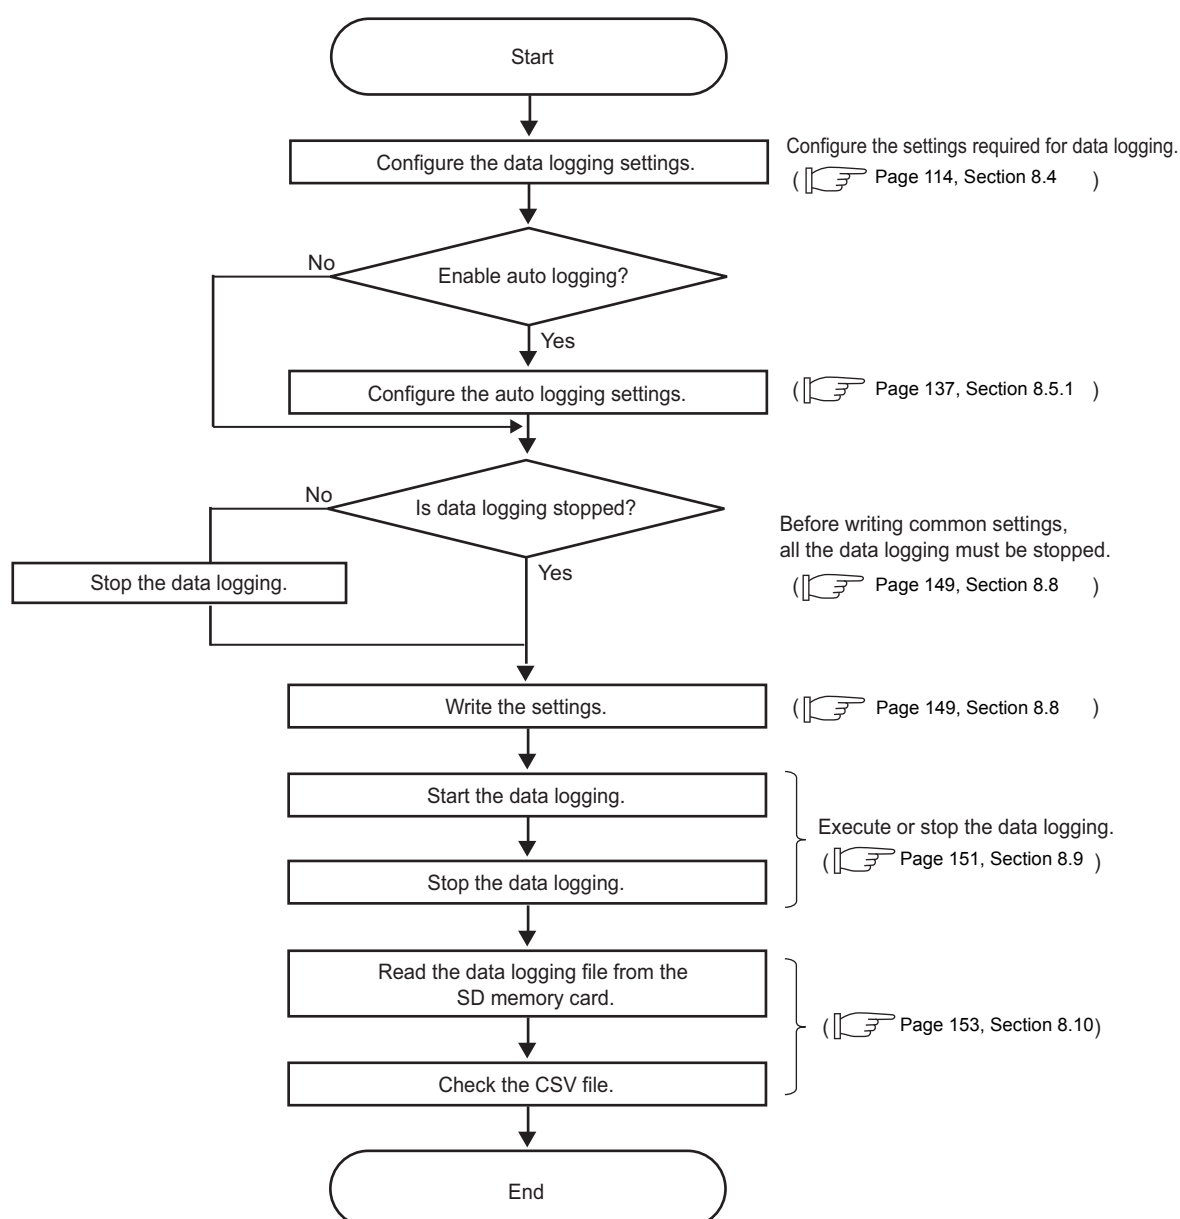 Start
Configure the data logging settings.
Configure the settings required for data logging.
( Page 114, Section 8.4 )
No
Enable auto logging?
Yes
Configure the auto logging settings.
( Page 137, Section 8.5.1 )
No
Is data logging stopped?
Before writing common settings,
all the data logging must be stopped.
Yes
Stop the data logging.
( Page 149, Section 8.8 )
Write the settings.
( Page 149, Section 8.8 )
Start the data logging.
Execute or stop the data logging.
( Page 151, Section 8.9 )
Stop the data logging.
Read the data logging file from the
SD memory card.
( Page 153, Section 8.10)
Check the CSV file.
End